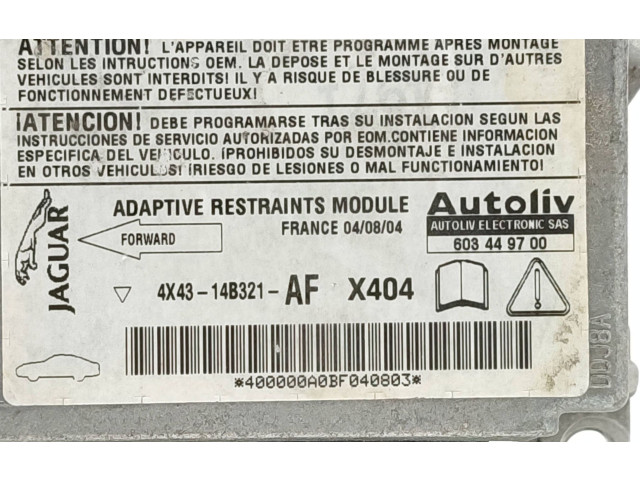 ATTENTION! L'APPAREIL DOIT ETRE PROGRAMME APRES MONTAGE
SELON LES INTRUCTIONS OEM. LA DEPOSE ET LE MONTAGE SUR D'AUTRES
VEHICULES SONT INTERDITS! IL Y A RISQUE DE BLESSURE OU DE
FONCTIONNEMENT DEFECTUEUX!
¡ATENCION! DEBE PROGRAMARSE TRAS SU INSTALACION SEGUN LAS
INSTRUCCIONES DE SERVICIO AUTORIZADAS POR EOM.CONTIENE INFORMACION
ESPECIFICA DEL VEHICULO. ¡PROHIBIDOS SU DESMONTAJE E INSTALACION
EN OTROS VEHICULOS! ¡RIESGO DE LESIONES O MAL FUNCIONAMIENTO!
JAGUAR
ADAPTIVE RESTRAINTS MODULE
FORWARD
FRANCE 04/08/04
Autoliv
AUTOLIV ELECTRONIC SAS
603 44 97 00
4X43-14B321-AF X404
*400000A0BF040803*